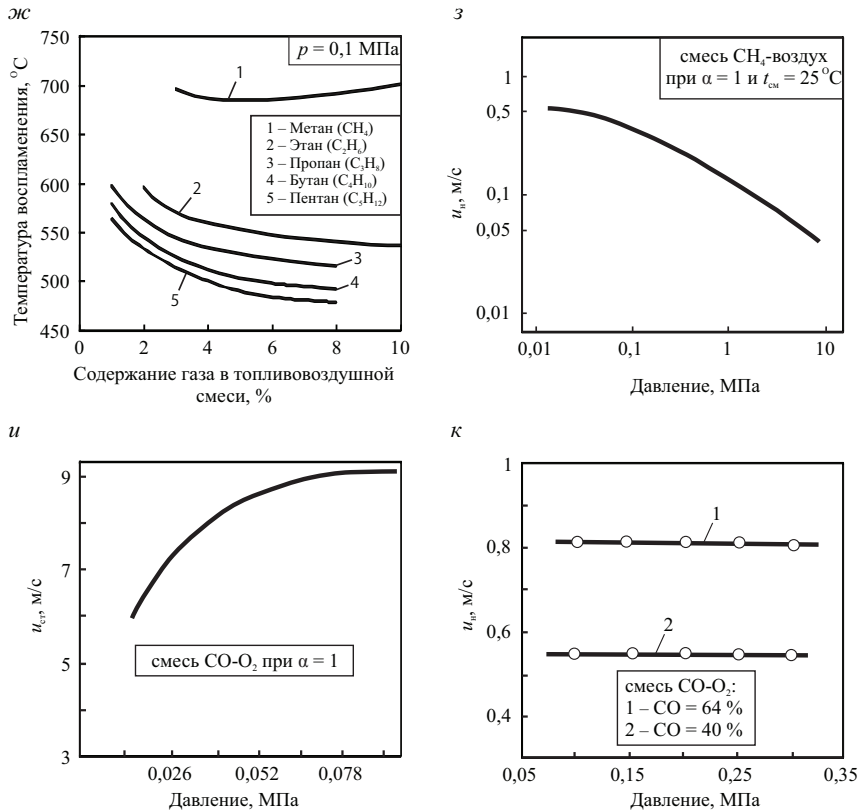 ж
750
700
650
600
550
500
450
Температура воспламенения, °С
p = 0,1 МПа
1 – Метан (CH₄)
2 – Этан (C₂H₆)
3 – Пропан (C₃H₈)
4 – Бутан (C₄H₁₀)
5 – Пентан (C₅H₁₂)
1
2
3
4
5
0
2
4
6
8
10
Содержание газа в топливовоздушной
смеси, %
з
смесь CH₄-воздух
при α = 1 и tсм = 25 °С
1
0,5
0,1
0,05
0,01
uн, м/с
0,01
0,1
1
10
Давление, МПа
и
9
7
5
3
uст, м/с
смесь CO-O₂ при α = 1
0,026
0,052
0,078
Давление, МПа
к
1
0,8
0,6
0,4
uн, м/с
1
2
смесь CO-O₂:
1 – CO = 64 %
2 – CO = 40 %
0,05
0,15
0,25
0,35
Давление, МПа